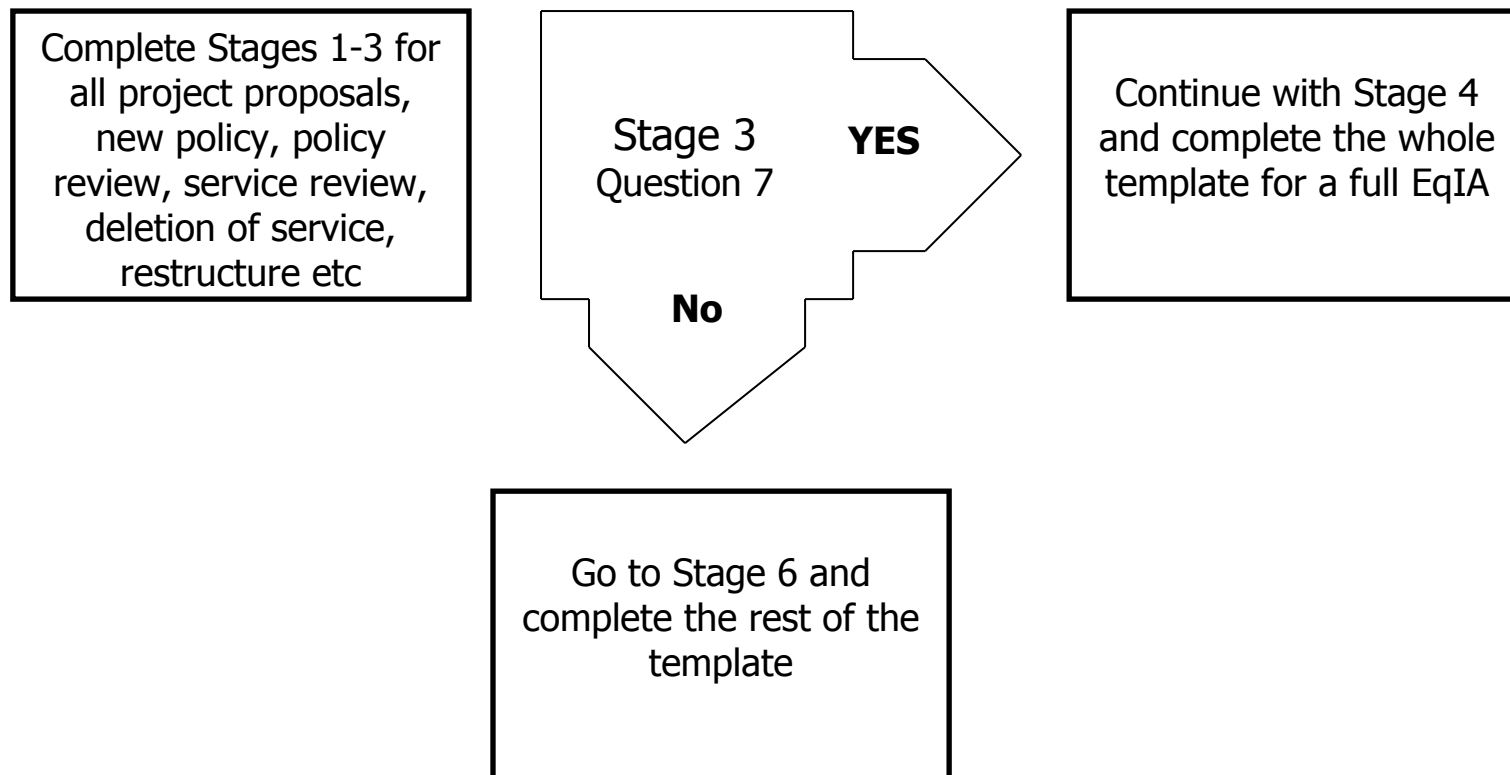 Complete Stages 1-3 for
all project proposals,
new policy, policy
review, service review,
deletion of service,
restructure etc
Stage 3
Question 7
YES
No
Continue with Stage 4
and complete the whole
template for a full EqIA
Go to Stage 6 and
complete the rest of the
template